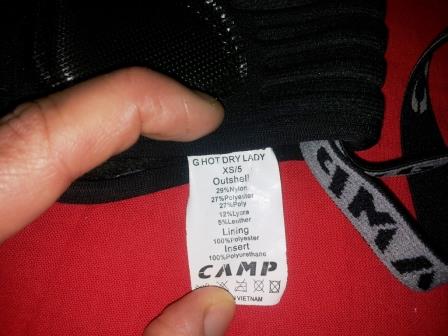 G HOT DRY LADY
XS/5
Outshell
29%Nylon
27%Polyester
27%Poly
12%Lycra
5%Leather
Lining
100%Polyester
Insert
100%Polyurethane
CAMP
VIETNAM
CAMP